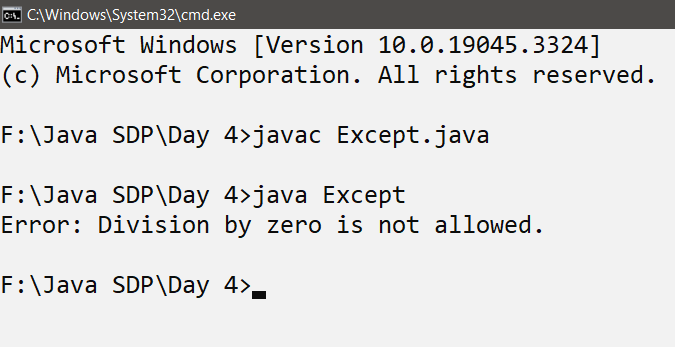 C:\Windows\System32\cmd.exe
Microsoft Windows [Version 10.0.19045.3324]
(c) Microsoft Corporation. All rights reserved.
F:\Java SDP\Day 4>javac Except.java
F:\Java SDP\Day 4>java Except
Error: Division by zero is not allowed.
F:\Java SDP\Day 4>